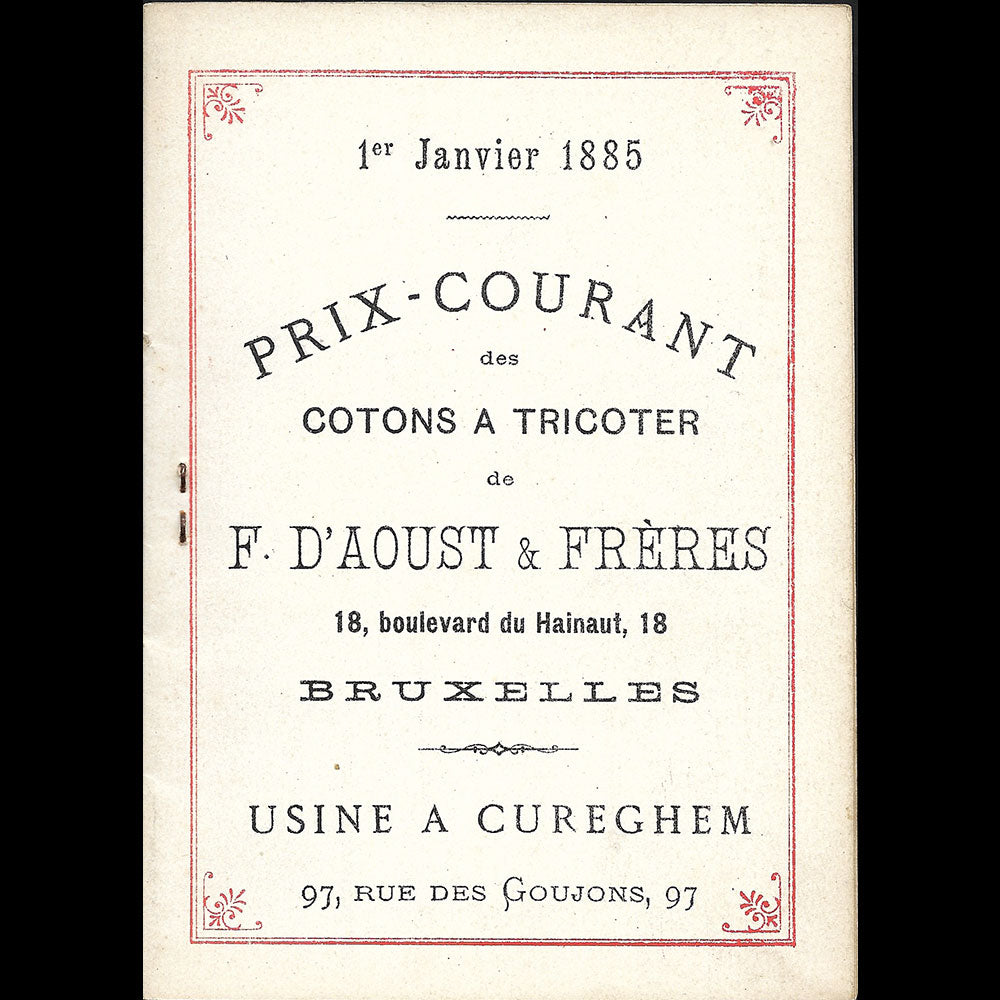 1er Janvier 1885
PRIX-COURANT
des
COTONS A TRICOTER
de
F. D'AOUST & FRÈRES
18, boulevard du Hainaut, 18
BRUXELLES
USINE A CUREGHEM
97, RUE DES GOUJONS, 97